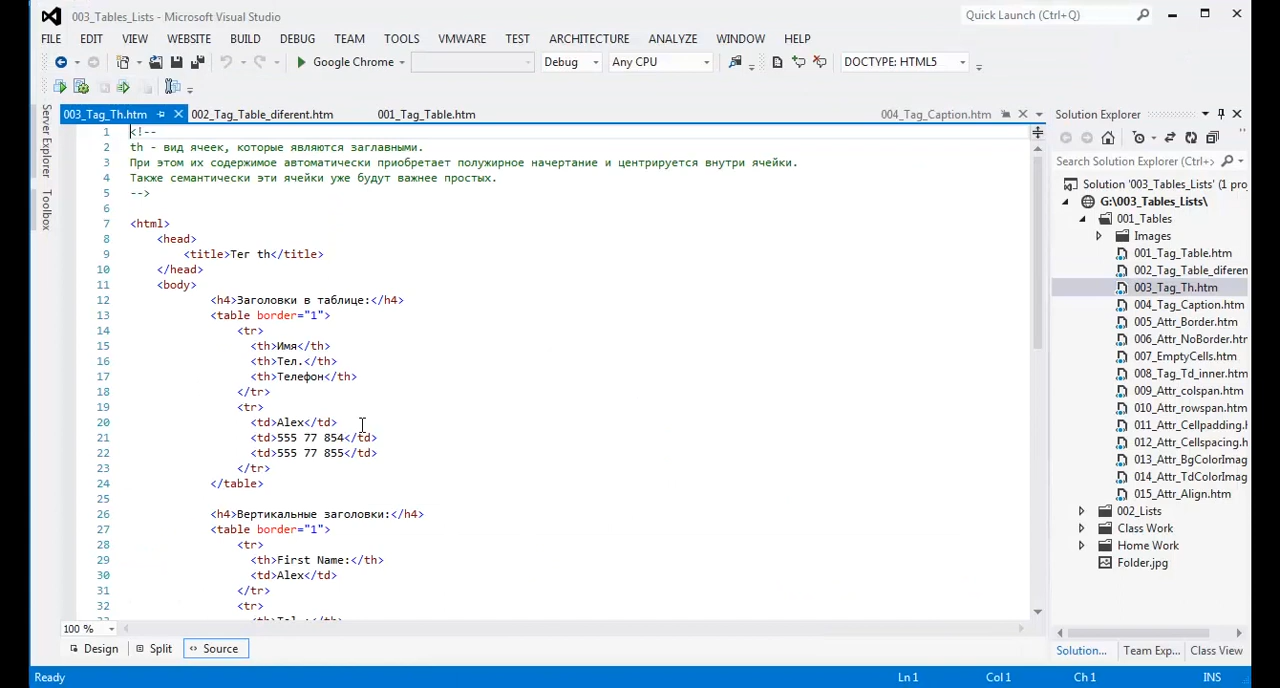 003_Tables_Lists - Microsoft Visual Studio
Quick Launch (Ctrl+Q)
FILE EDIT VIEW WEBSITE BUILD DEBUG TEAM TOOLS VMWARE TEST ARCHITECTURE ANALYZE WINDOW HELP
Google Chrome Debug Any CPU DOCTYPE: HTML5
003_Tag_Th.htm 002_Tag_Table_diferent.htm 001_Tag_Table.htm 004_Tag_Caption.htm
Server Explorer
Toolbox
1 <!--
2 th - вид ячеек, которые являются заглавными.
3 При этом их содержимое автоматически приобретает полужирное начертание и центрируется внутри ячейки.
4 Также семантически эти ячейки уже будут важнее простых.
5 -->
6
7 <html>
8 <head>
9 <title>Тег th</title>
10 </head>
11 <body>
12 <h4>Заголовки в таблице:</h4>
13 <table border="1">
14 <tr>
15 <th>Имя</th>
16 <th>Тел.</th>
17 <th>Телефон</th>
18 </tr>
19 <tr>
20 <td>Alex</td>
21 <td>555 77 854</td>
22 <td>555 77 855</td>
23 </tr>
24 </table>
25
26 <h4>Вертикальные заголовки:</h4>
27 <table border="1">
28 <tr>
29 <th>First Name:</th>
30 <td>Alex</td>
31 </tr>
32 <tr>
100 %
Design Split Source
Solution Explorer
Search Solution Explorer (Ctrl+
Solution '003_Tables_Lists' (1 pro
G:\003_Tables_Lists\
001_Tables
Images
001_Tag_Table.htm
002_Tag_Table_diferen
003_Tag_Th.htm
004_Tag_Caption.htm
005_Attr_Border.htm
006_Attr_NoBorder.htr
007_EmptyCells.htm
008_Tag_Td_inner.htm
009_Attr_colspan.htm
010_Attr_rowspan.htm
011_Attr_Cellpadding.h
012_Attr_Cellspacing.h
013_Attr_BgColorImag
014_Attr_TdColorImag
015_Attr_Align.htm
002_Lists
Class Work
Home Work
Folder.jpg
Solution... Team Exp... Class View
Ready Ln 1 Col 1 Ch 1 INS